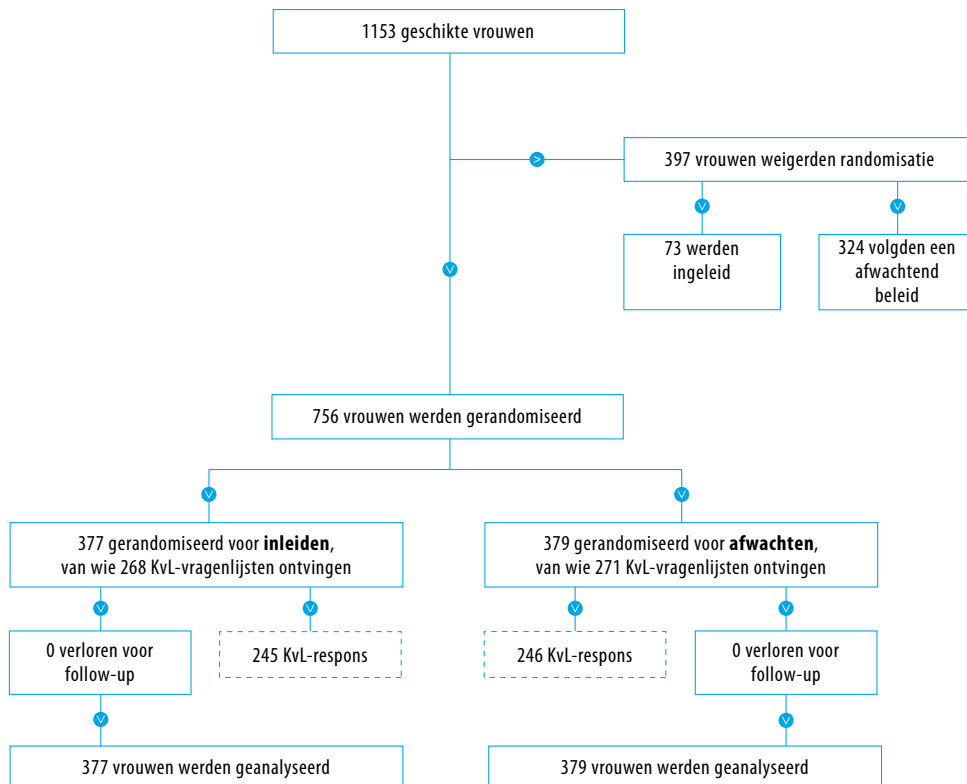 1153 geschikte vrouwen
397 vrouwen weigerden randomisatie
73 werden
ingeleid
324 volgden een
afwachtend
beleid
756 vrouwen werden gerandomiseerd
377 gerandomiseerd voor inleiden,
van wie 268 KvL-vragenlijsten ontvingen
379 gerandomiseerd voor afwachten,
van wie 271 KvL-vragenlijsten ontvingen
0 verloren voor
follow-up
245 KvL-respons
246 KvL-respons
0 verloren voor
follow-up
377 vrouwen werden geanalyseerd
379 vrouwen werden geanalyseerd